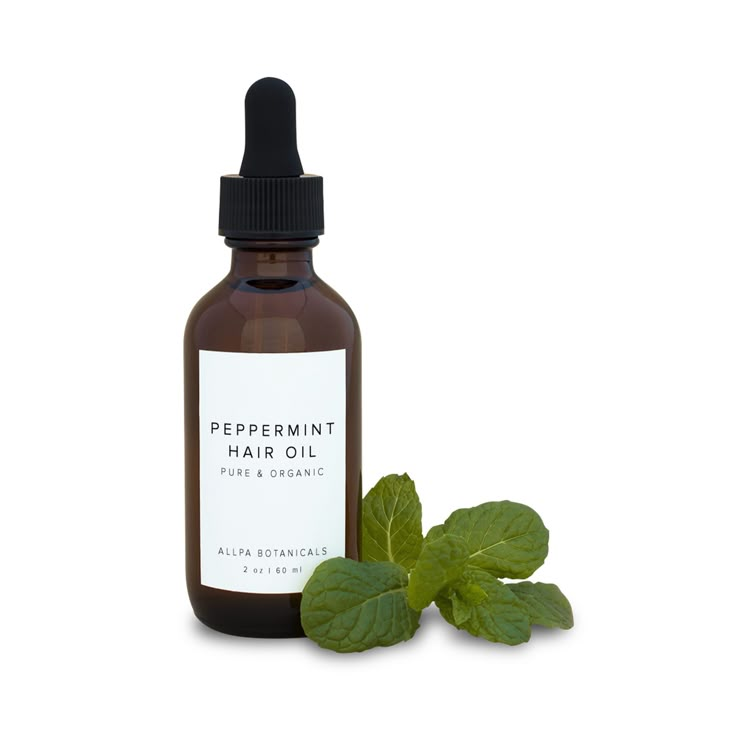 PEPPERMINT
HAIR OIL
PURE & ORGANIC
ALLPA BOTANICALS
2 oz | 60 ml